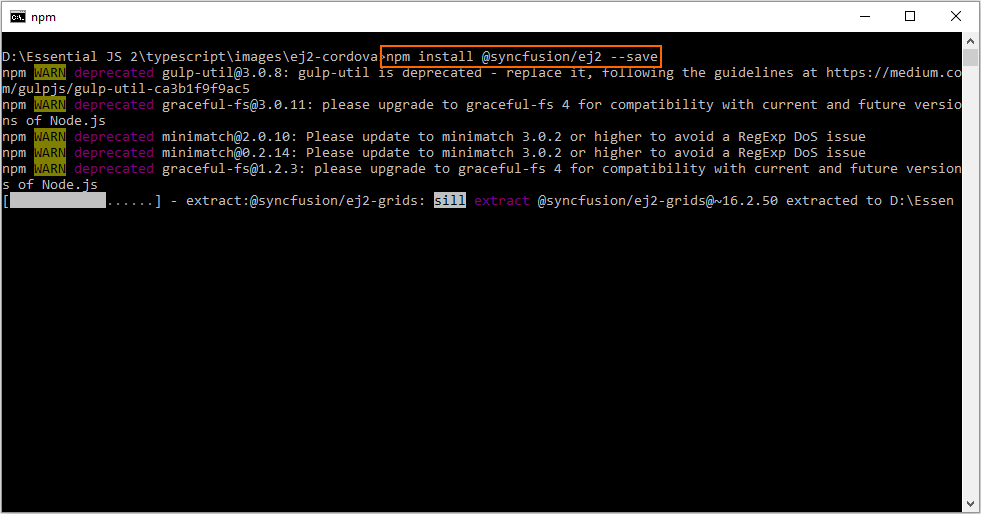 npm
D:\Essential JS 2\typescript\images\ej2-cordova>npm install @syncfusion/ej2 --save
npm WARN deprecated gulp-util@3.0.8: gulp-util is deprecated - replace it, following the guidelines at https://medium.co
m/gulpjs/gulp-util-ca3b1f9f9ac5
npm WARN deprecated graceful-fs@3.0.11: please upgrade to graceful-fs 4 for compatibility with current and future versio
ns of Node.js
npm WARN deprecated minimatch@2.0.10: Please update to minimatch 3.0.2 or higher to avoid a RegExp DoS issue
npm WARN deprecated minimatch@0.2.14: Please update to minimatch 3.0.2 or higher to avoid a RegExp DoS issue
npm WARN deprecated graceful-fs@1.2.3: please upgrade to graceful-fs 4 for compatibility with current and future version
s of Node.js
[            ......] - extract:@syncfusion/ej2-grids: sill extract @syncfusion/ej2-grids@~16.2.50 extracted to D:\Essen